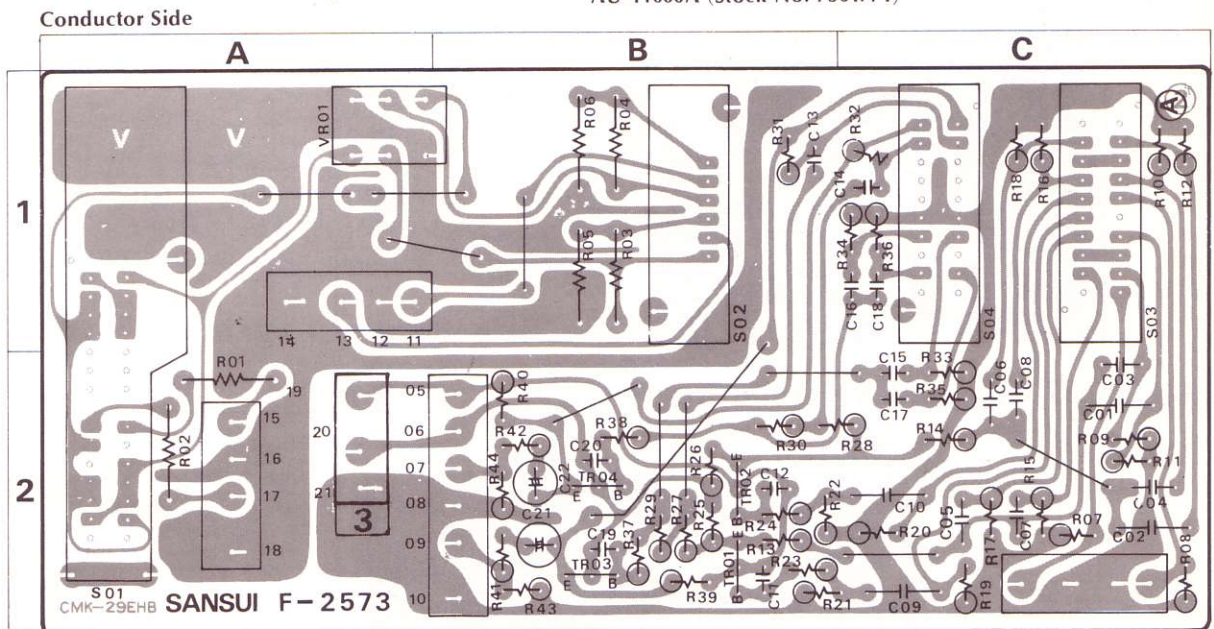 AU-11000A (Stock No.
Conductor Side
A B C
1
2
V V
VR01
R06 R04
R05 R03
S02
R31 C13 R32
C14
R34 R36
C16 C18
S04
R18 R16
S03
A
R10 R12
14 13 12 11
R01
19
15
R02
16
17
18
20
21
3
05
06
07
08
09
10
R40
R42
R44
C20
R38
C22
TR04
E B
C21
C19
TR03
E B
R41
R43
R37
R29
R27
R25
R26
R39
R30
R28
TR02
E
B
C12
R24
R13
R22
TR01
E
B
C11
R23
R21
C15 R33
C17 R35
R14
C06 C08
C03
C01
R09
R11
C10
R20
C05
R17
C07
R15
R07
C04
C02
R08
C09
R19
S01
CMK-29EHB SANSUI F-2573